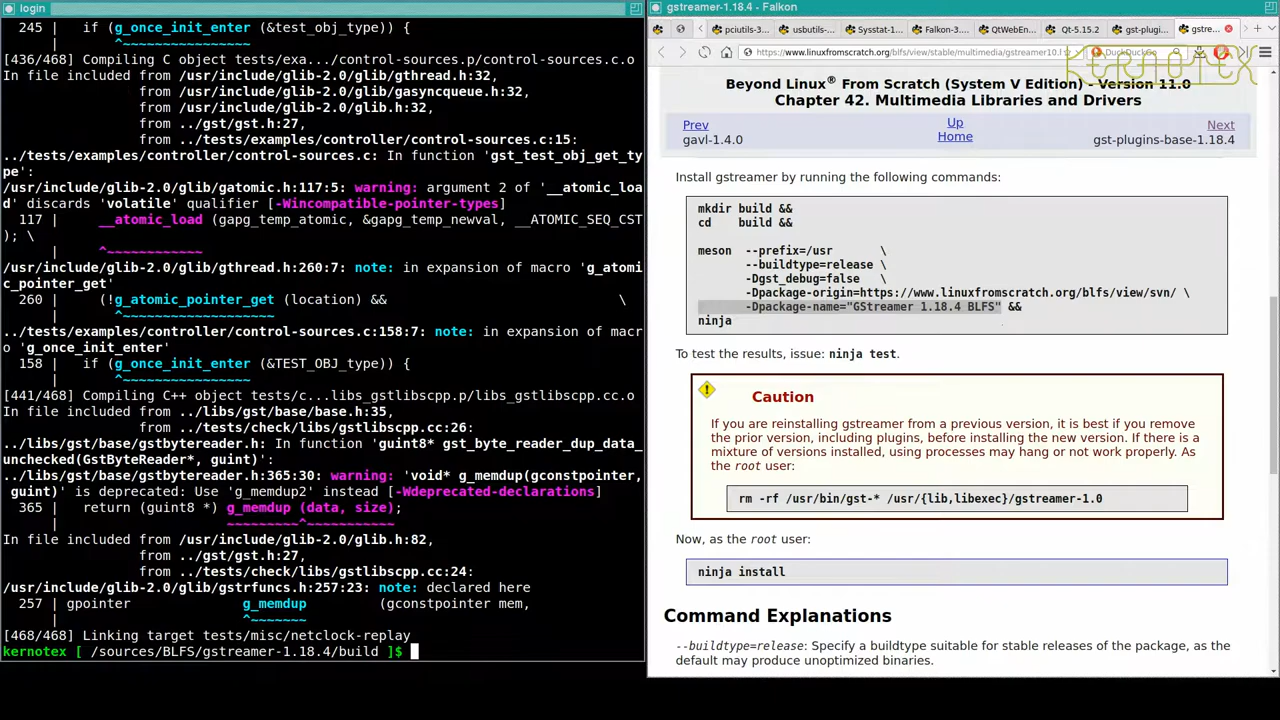 login
245 |     if (g_once_init_enter (&test_obj_type)) {
    |         ^~~~~~~~~~~~~~~~~
[436/468] Compiling C object tests/exa.../control-sources.p/control-sources.c.o
In file included from /usr/include/glib-2.0/glib/gthread.h:32,
from /usr/include/glib-2.0/glib/gasyncqueue.h:32,
from /usr/include/glib-2.0/glib.h:32,
from ../gst/gst.h:27,
from ../tests/examples/controller/control-sources.c:15:
../tests/examples/controller/control-sources.c: In function 'gst_test_obj_get_ty
pe':
/usr/include/glib-2.0/glib/gatomic.h:117:5: warning: argument 2 of '__atomic_loa
d' discards 'volatile' qualifier [-Wincompatible-pointer-types]
117 |     __atomic_load (gapg_temp_atomic, &gapg_temp_newval, __ATOMIC_SEQ_CST
); \
    |     ^~~~~~~~~~~~~
/usr/include/glib-2.0/glib/gthread.h:260:7: note: in expansion of macro 'g_atomi
c_pointer_get'
260 |     (!g_atomic_pointer_get (location) && \
    |       ^~~~~~~~~~~~~~~~~~~~
../tests/examples/controller/control-sources.c:158:7: note: in expansion of macr
o 'g_once_init_enter'
158 |     if (g_once_init_enter (&TEST_OBJ_type)) {
    |         ^~~~~~~~~~~~~~~~~
[441/468] Compiling C++ object tests/c...libs_gstlibscpp.p/libs_gstlibscpp.cc.o
In file included from ../libs/gst/base/base.h:35,
from ../tests/check/libs/gstlibscpp.cc:26:
../libs/gst/base/gstbytereader.h: In function 'guint8* gst_byte_reader_dup_data_
unchecked(GstByteReader*, guint)':
../libs/gst/base/gstbytereader.h:365:30: warning: 'void* g_memdup(gconstpointer,
guint)' is deprecated: Use 'g_memdup2' instead [-Wdeprecated-declarations]
365 |   return (guint8 *) g_memdup (data, size);
    |                     ~~~~~~~~~^~~~~~~~~~~~
In file included from /usr/include/glib-2.0/glib.h:82,
from ../gst/gst.h:27,
from ../tests/check/libs/gstlibscpp.cc:24:
/usr/include/glib-2.0/glib/gstrfuncs.h:257:23: note: declared here
257 | gpointer              g_memdup         (gconstpointer mem,
    |                       ^~~~~~~~
[468/468] Linking target tests/misc/netclock-replay
kernotex [ /sources/BLFS/gstreamer-1.18.4/build ]$
gstreamer-1.18.4 - Falkon
pciutils-3... usbutils-... Sysstat-1... Falkon-3... QtWebEn... Qt-5.15.2 gst-plugi... gstre...
https://www.linuxfromscratch.org/blfs/view/stable/multimedia/gstreamer10.h DuckDuckGo
KERNOTEX
Beyond Linux® From Scratch (System V Edition) - Version 11.0
Chapter 42. Multimedia Libraries and Drivers
Prev Up Next
gavl-1.4.0 Home gst-plugins-base-1.18.4
Install gstreamer by running the following commands:
mkdir build &&
cd    build &&
meson  --prefix=/usr       \
--buildtype=release \
-Dgst_debug=false   \
-Dpackage-origin=https://www.linuxfromscratch.org/blfs/view/svn/ \
-Dpackage-name="GStreamer 1.18.4 BLFS" &&
ninja
To test the results, issue: ninja test.
Caution
If you are reinstalling gstreamer from a previous version, it is best if you remove
the prior version, including plugins, before installing the new version. If there is a
mixture of versions installed, using processes may hang or not work properly. As
the root user:
rm -rf /usr/bin/gst-* /usr/{lib,libexec}/gstreamer-1.0
Now, as the root user:
ninja install
Command Explanations
--buildtype=release: Specify a buildtype suitable for stable releases of the package, as the
default may produce unoptimized binaries.